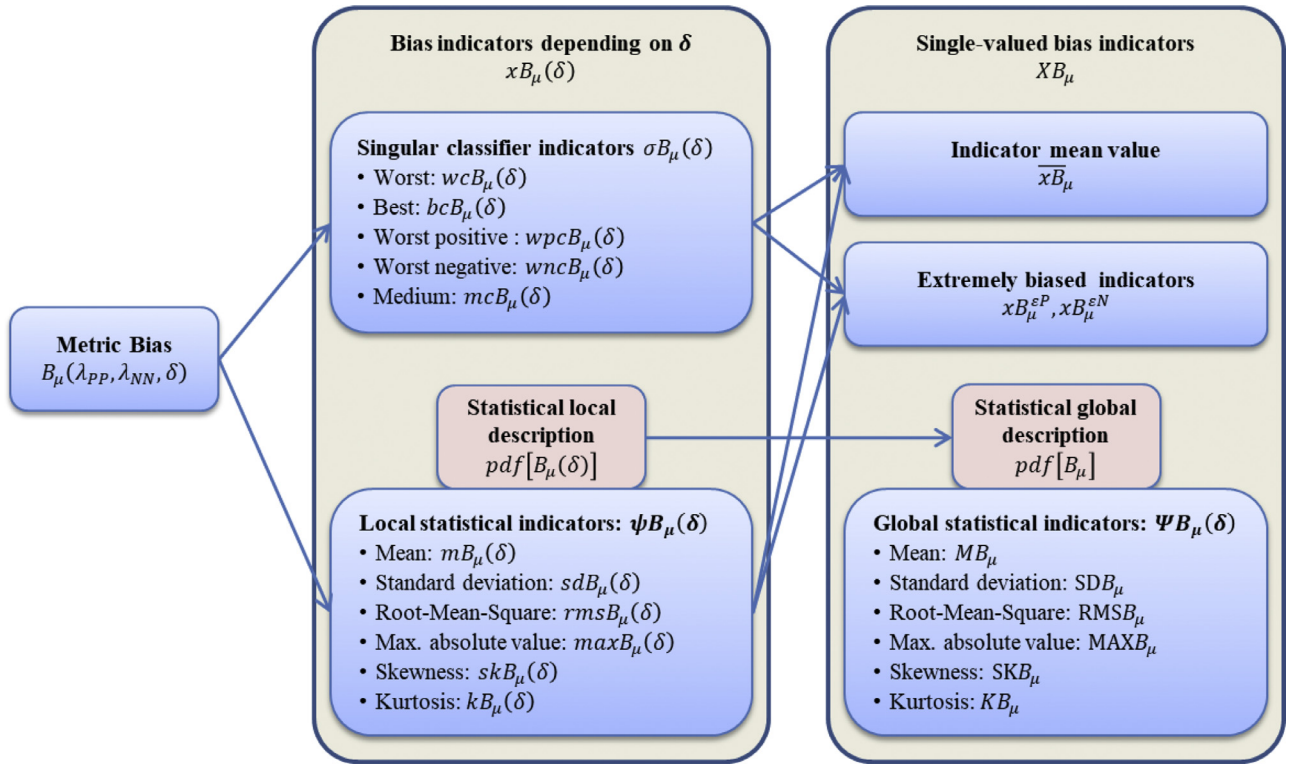 Metric Bias
B_μ(λ_PP, λ_NN, δ)
Bias indicators depending on δ
xB_μ(δ)
Singular classifier indicators σB_μ(δ)
• Worst: wcB_μ(δ)
• Best: bcB_μ(δ)
• Worst positive : wpcB_μ(δ)
• Worst negative: wncB_μ(δ)
• Medium: mcB_μ(δ)
Statistical local
description
pdf[B_μ(δ)]
Local statistical indicators: ψB_μ(δ)
• Mean: mB_μ(δ)
• Standard deviation: sdB_μ(δ)
• Root-Mean-Square: rmsB_μ(δ)
• Max. absolute value: maxB_μ(δ)
• Skewness: skB_μ(δ)
• Kurtosis: kB_μ(δ)
Single-valued bias indicators
XB_μ
Indicator mean value
\overline{xB}_μ
Extremely biased indicators
xB_μ^{εP}, xB_μ^{εN}
Statistical global
description
pdf[B_μ]
Global statistical indicators: ΨB_μ(δ)
• Mean: MB_μ
• Standard deviation: SDB_μ
• Root-Mean-Square: RMSB_μ
• Max. absolute value: MAXB_μ
• Skewness: SKB_μ
• Kurtosis: KB_μ